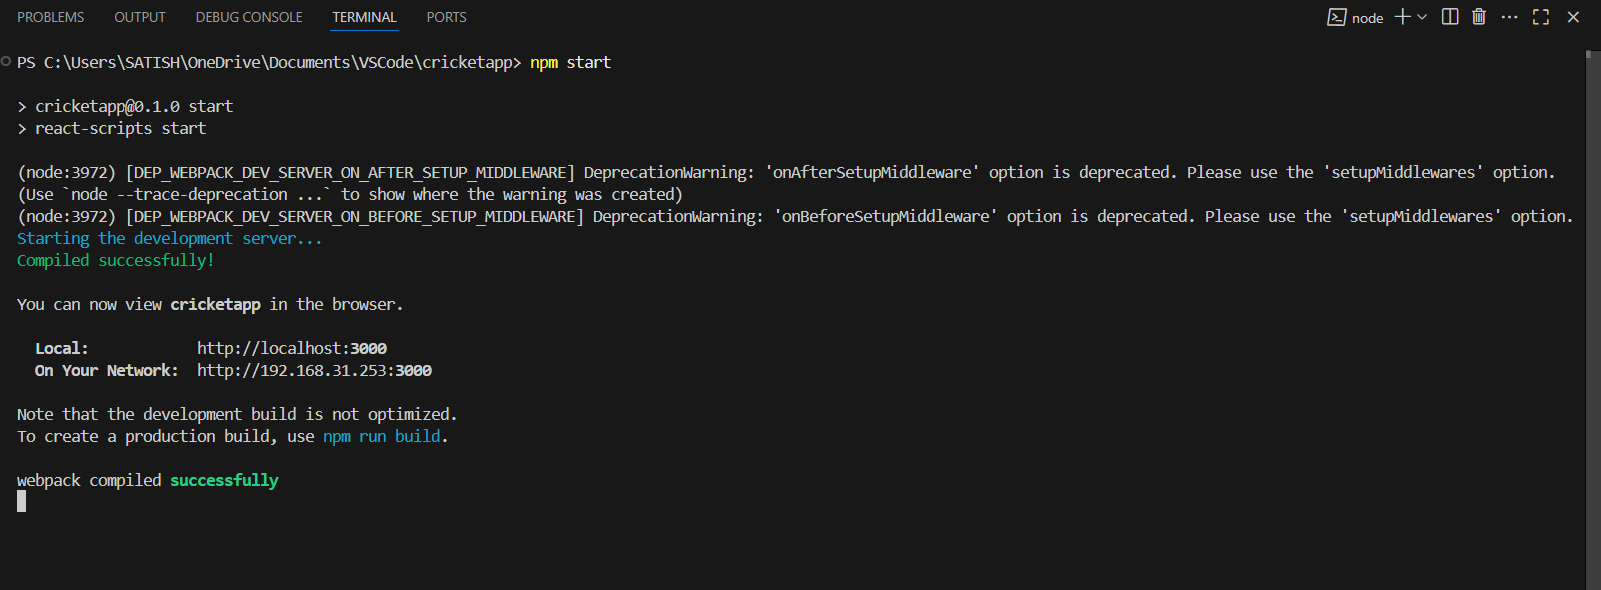 PROBLEMS OUTPUT DEBUG CONSOLE TERMINAL PORTS node
PS C:\Users\SATISH\OneDrive\Documents\VSCode\cricketapp> npm start
> cricketapp@0.1.0 start
> react-scripts start
(node:3972) [DEP_WEBPACK_DEV_SERVER_ON_AFTER_SETUP_MIDDLEWARE] DeprecationWarning: 'onAfterSetupMiddleware' option is deprecated. Please use the 'setupMiddlewares' option.
(Use `node --trace-deprecation ...` to show where the warning was created)
(node:3972) [DEP_WEBPACK_DEV_SERVER_ON_BEFORE_SETUP_MIDDLEWARE] DeprecationWarning: 'onBeforeSetupMiddleware' option is deprecated. Please use the 'setupMiddlewares' option.
Starting the development server...
Compiled successfully!
You can now view cricketapp in the browser.
Local: http://localhost:3000
On Your Network: http://192.168.31.253:3000
Note that the development build is not optimized.
To create a production build, use npm run build.
webpack compiled successfully